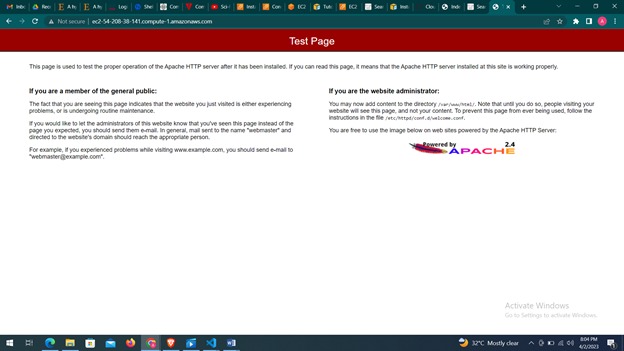 Inbo
Rec
A fr
A fr
Log
She
Con
Con
Sci-
Inst
Con
EC2
Tuto
EC2
Sear
Inst
Clou
Inde
Sea
Not secure | ec2-54-208-38-141.compute-1.amazonaws.com
Test Page
This page is used to test the proper operation of the Apache HTTP server after it has been installed. If you can read this page, it means that the Apache HTTP server installed at this site is working properly.
If you are a member of the general public:
The fact that you are seeing this page indicates that the website you just visited is either experiencing
problems, or is undergoing routine maintenance.
If you would like to let the administrators of this website know that you've seen this page instead of the
page you expected, you should send them e-mail. In general, mail sent to the name "webmaster" and
directed to the website's domain should reach the appropriate person.
For example, if you experienced problems while visiting www.example.com, you should send e-mail to
"webmaster@example.com".
If you are the website administrator:
You may now add content to the directory /var/www/html/. Note that until you do so, people visiting your
website will see this page, and not your content. To prevent this page from ever being used, follow the
instructions in the file /etc/httpd/conf.d/welcome.conf.
You are free to use the image below on web sites powered by the Apache HTTP Server:
Powered by 2.4
APACHE
Activate Windows
Go to Settings to activate Windows.
32°C Mostly clear
8:04 PM
4/2/2023